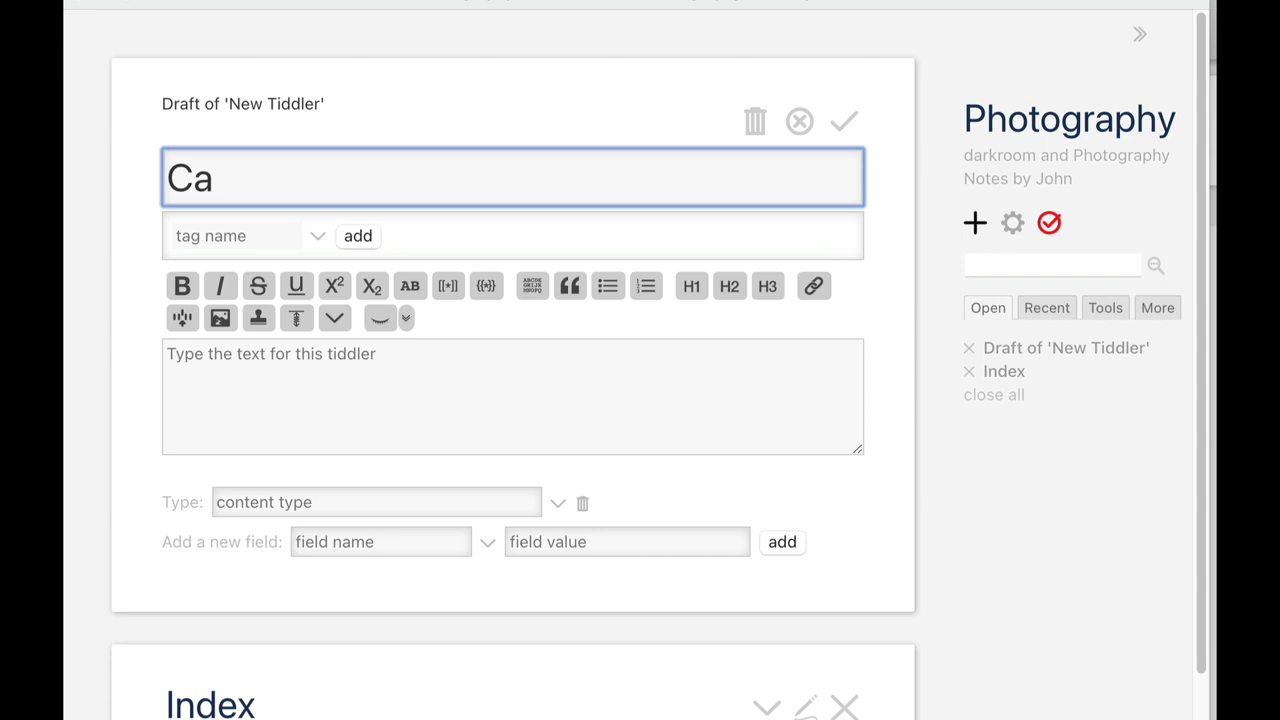 Draft of 'New Tiddler'
Ca
tag name
add
B I S U X² X₂ AB [[*]] {{*}} H1 H2 H3
Type the text for this tiddler
Type: content type
Add a new field: field name field value add
Index
Photography
darkroom and Photography
Notes by John
Open Recent Tools More
Draft of 'New Tiddler'
Index
close all